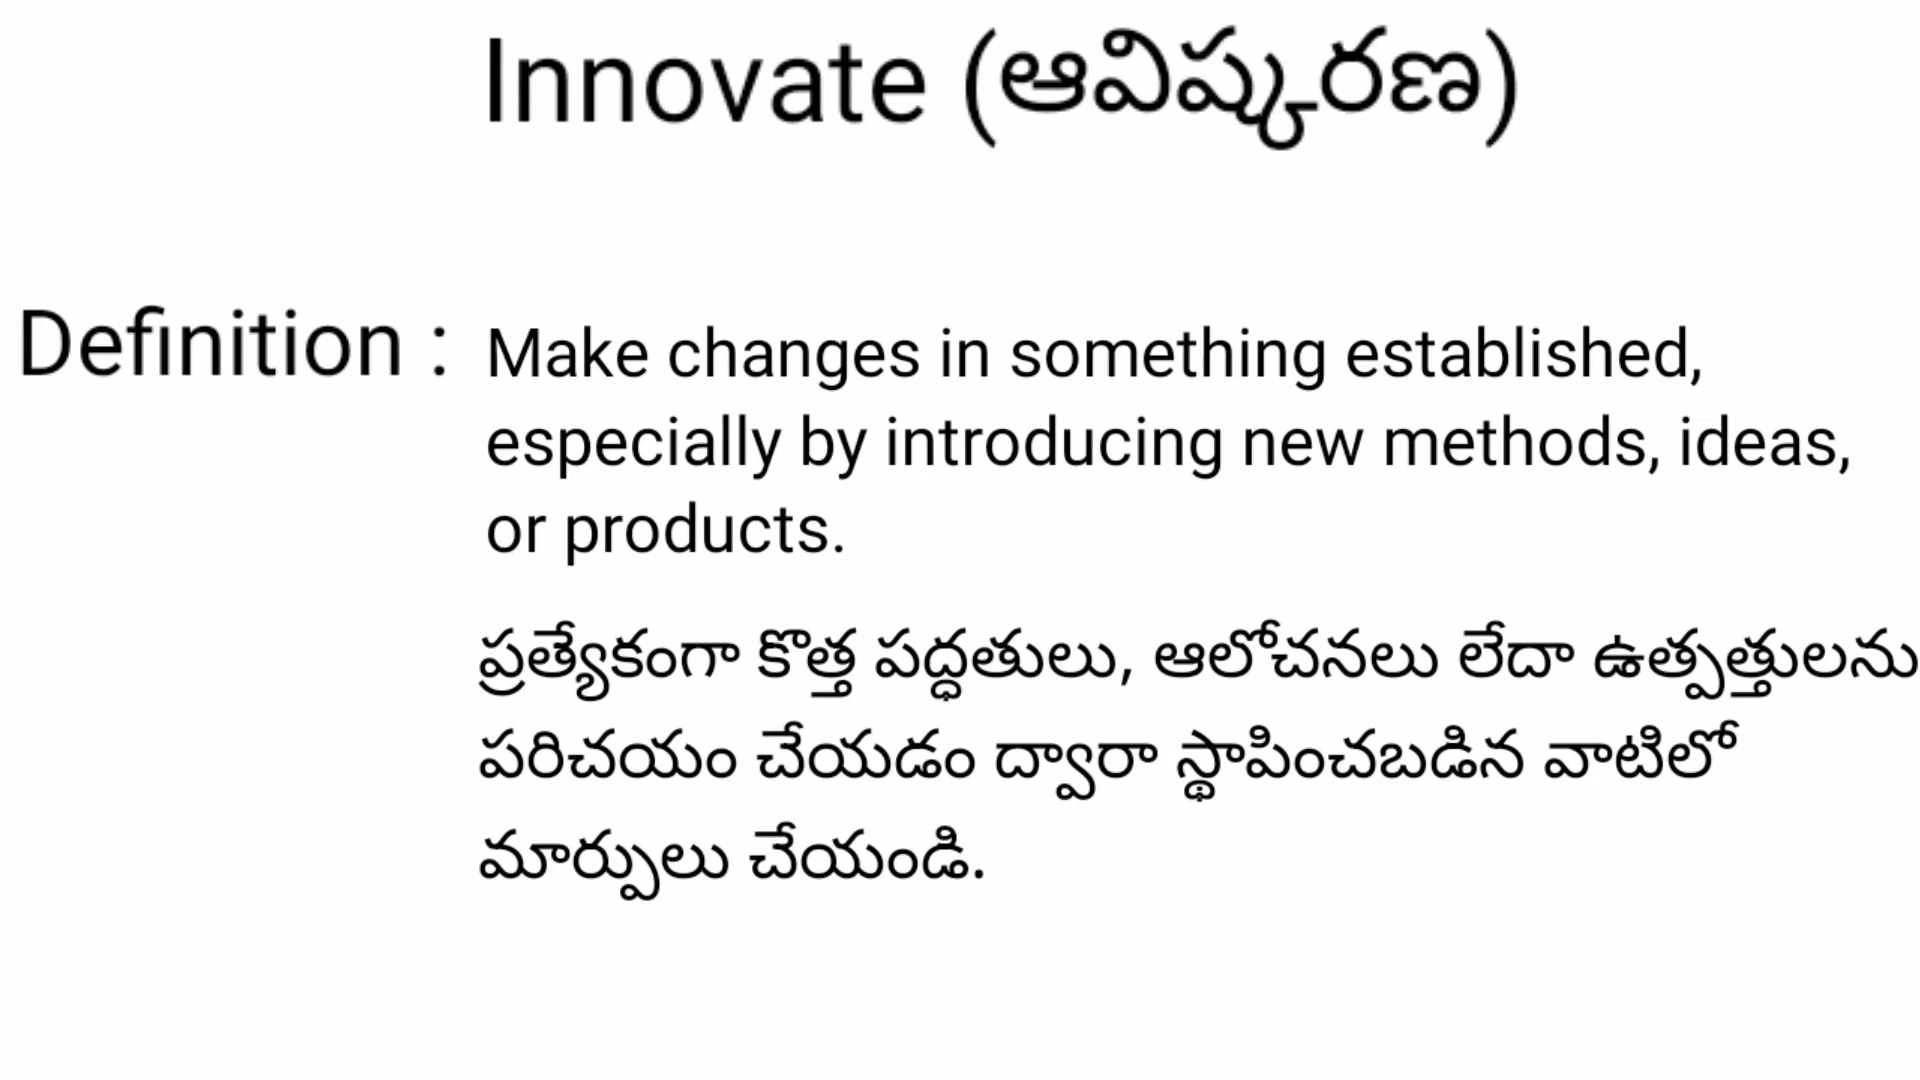 Innovate (ఆవిష్కరణ)
Definition : Make changes in something established,
especially by introducing new methods, ideas,
or products.
ప్రత్యేకంగా కొత్త పద్ధతులు, ఆలోచనలు లేదా ఉత్పత్తులను
పరిచయం చేయడం ద్వారా స్థాపించబడిన వాటిలో
మార్పులు చేయండి.